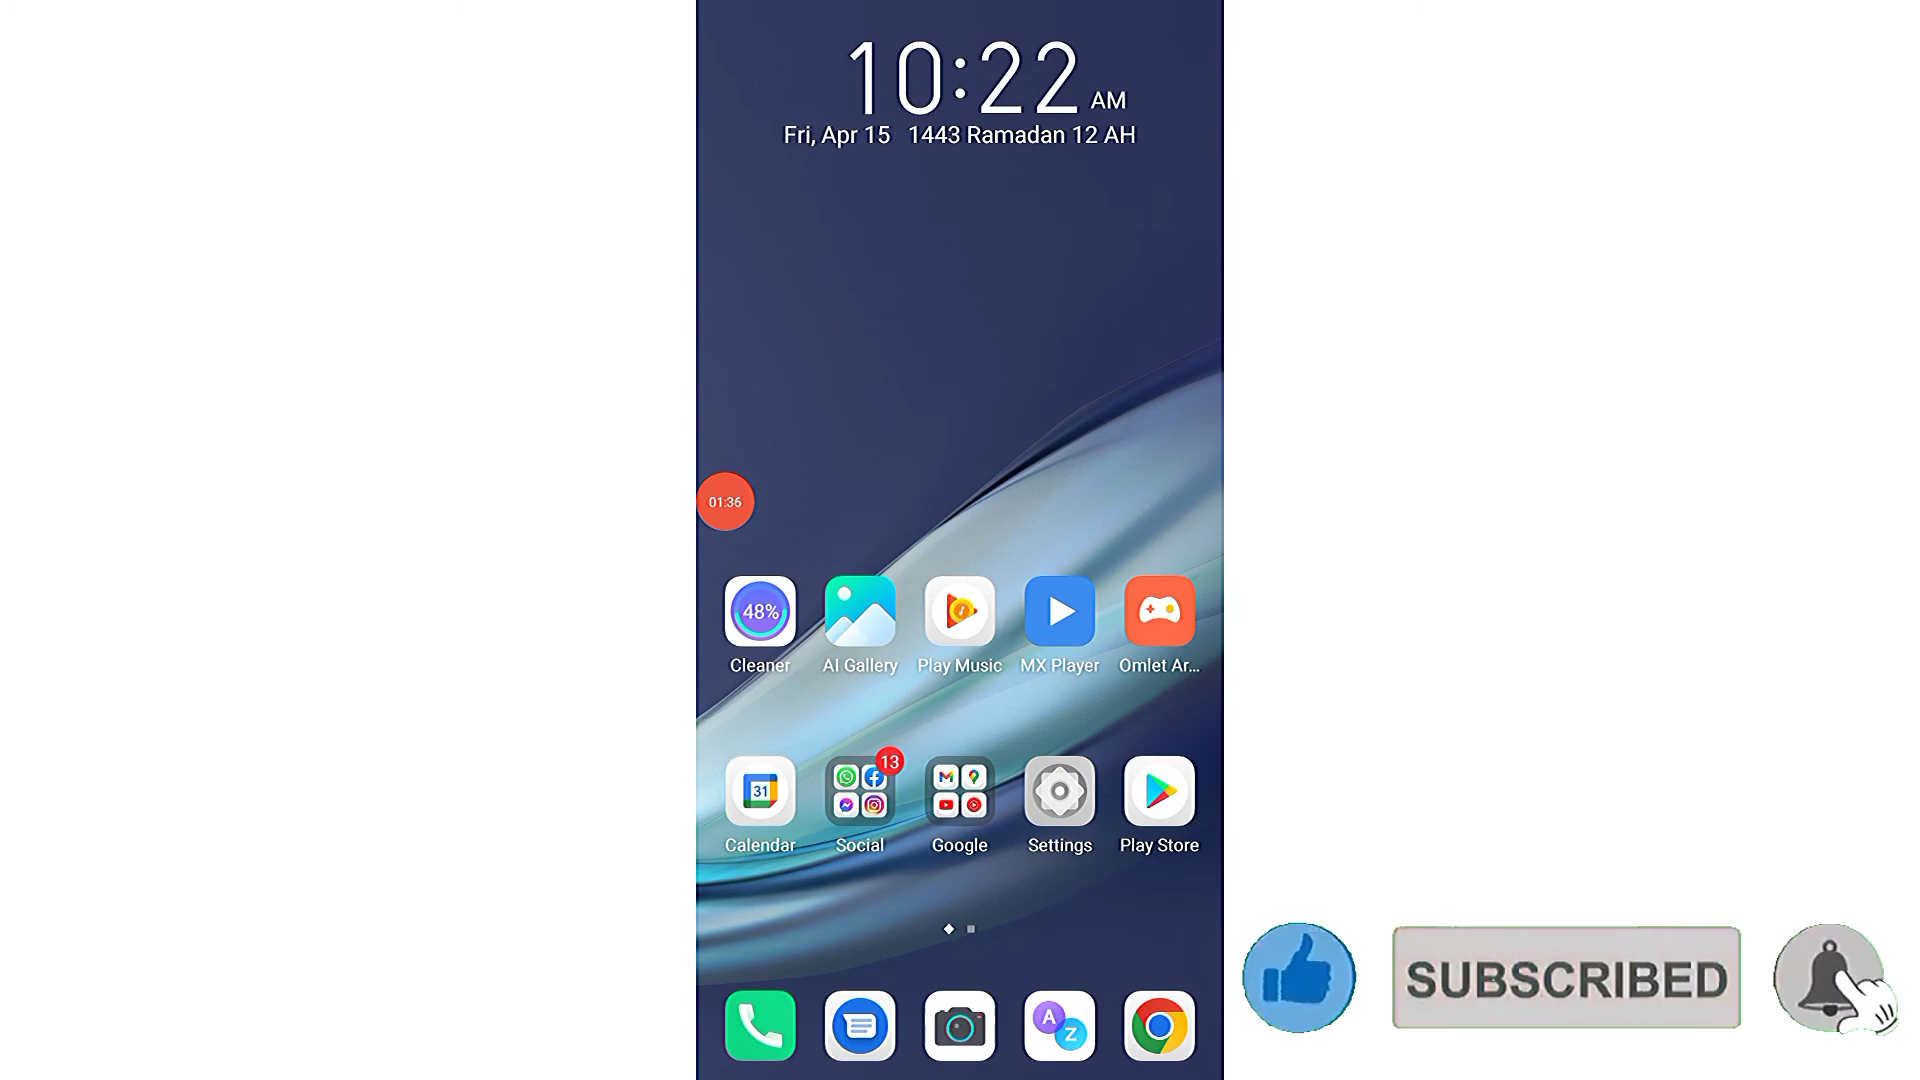 10:22 AM
Fri, Apr 15 1443 Ramadan 12 AH
01:36
48%
Cleaner AI Gallery Play Music MX Player Omlet Ar...
31
13
Calendar Social Google Settings Play Store
A Z
SUBSCRIBED